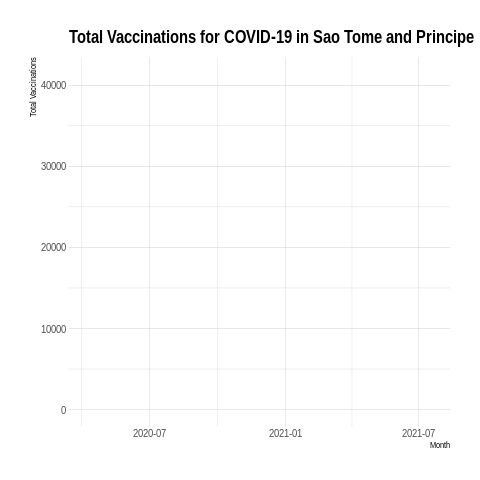 Total Vaccinations for COVID-19 in Sao Tome and Principe
Total Vaccinations
40000
30000
20000
10000
0
2020-07 2021-01 2021-07
Month